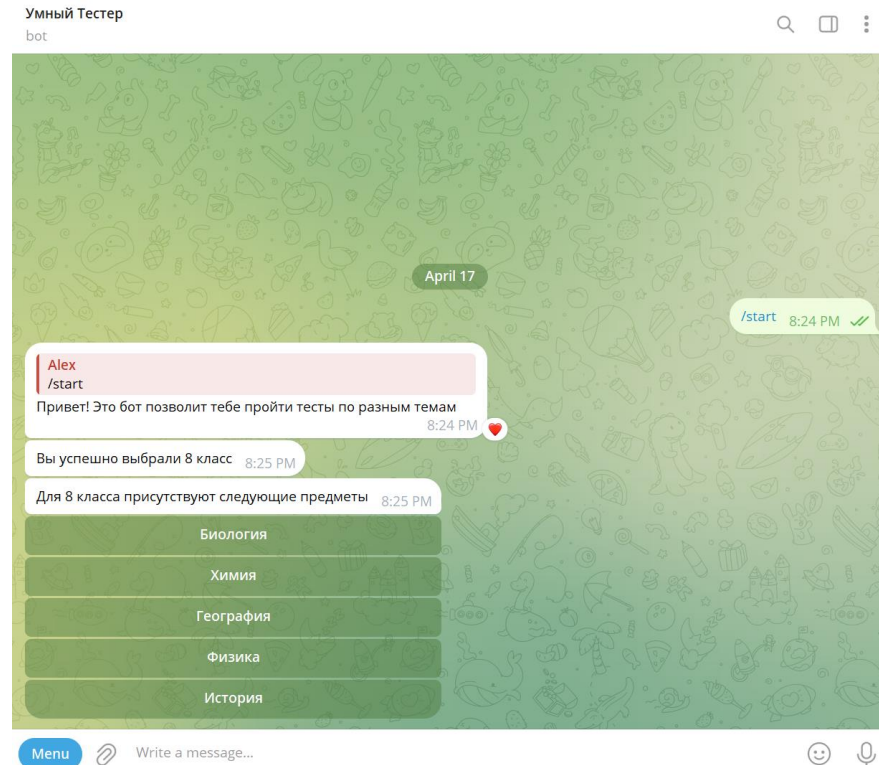 Умный Тестер
bot
April 17
/start 8:24 PM
Alex
/start
Привет! Это бот позволит тебе пройти тесты по разным темам
8:24 PM
Вы успешно выбрали 8 класс 8:25 PM
Для 8 класса присутствуют следующие предметы 8:25 PM
Биология
Химия
География
Физика
История
Menu Write a message...